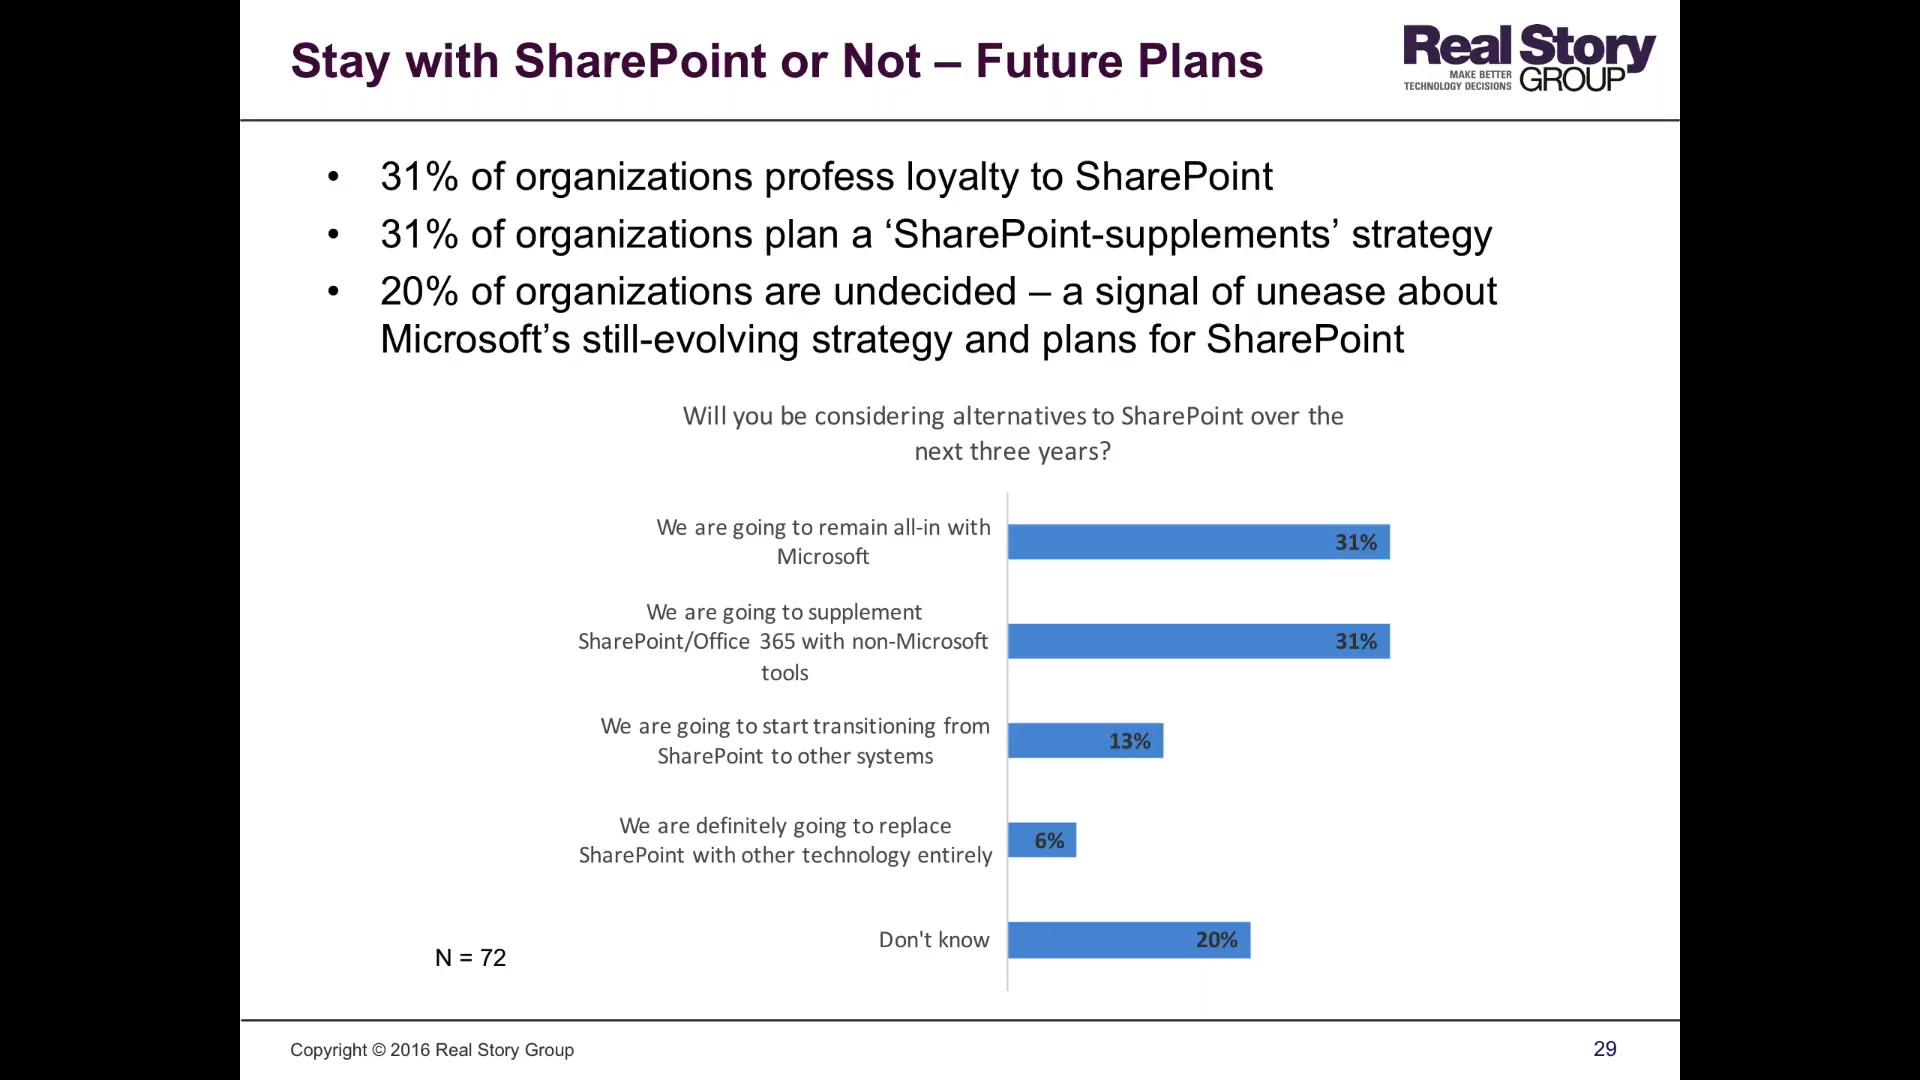 Stay with SharePoint or Not – Future Plans
Real Story
MAKE BETTER
TECHNOLOGY DECISIONS
GROUP
• 31% of organizations profess loyalty to SharePoint
• 31% of organizations plan a ‘SharePoint-supplements’ strategy
• 20% of organizations are undecided – a signal of unease about
Microsoft’s still-evolving strategy and plans for SharePoint
Will you be considering alternatives to SharePoint over the
next three years?
We are going to remain all-in with
Microsoft
31%
We are going to supplement
SharePoint/Office 365 with non-Microsoft
tools
31%
We are going to start transitioning from
SharePoint to other systems
13%
We are definitely going to replace
SharePoint with other technology entirely
6%
Don't know
20%
N = 72
Copyright © 2016 Real Story Group
29